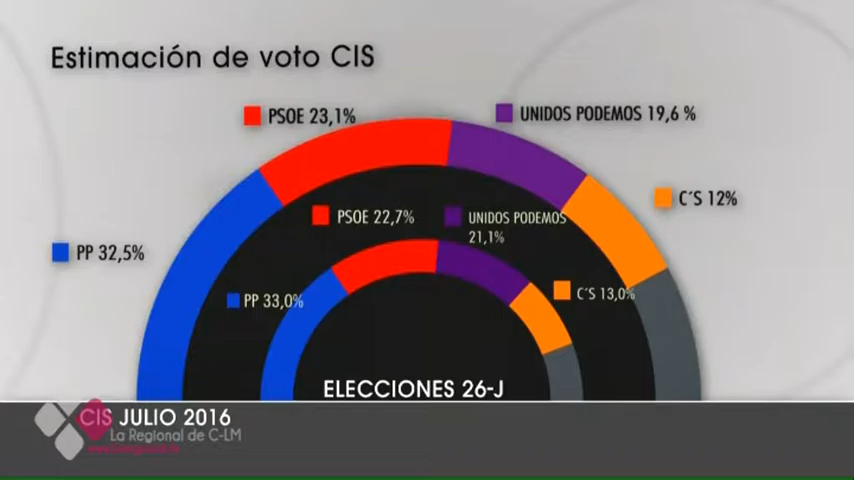 Estimación de voto CIS
PSOE 23,1%
UNIDOS PODEMOS 19,6 %
C´S 12%
PP 32,5%
PSOE 22,7%
UNIDOS PODEMOS
21,1%
PP 33,0%
C´S 13,0%
ELECCIONES 26-J
CIS JULIO 2016
La Regional de C-LM